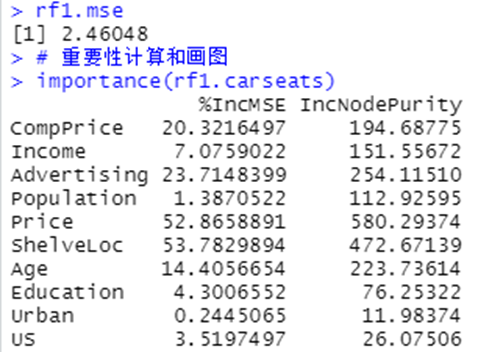 > rf1.mse
[1] 2.46048
> # 重要性计算和画图
> importance(rf1.carseats)
%IncMSE IncNodePurity
CompPrice 20.3216497 194.68775
Income 7.0759022 151.55672
Advertising 23.7148399 254.11510
Population 1.3870522 112.92595
Price 52.8658891 580.29374
ShelveLoc 53.7829894 472.67139
Age 14.4056654 223.73614
Education 4.3006552 76.25322
Urban 0.2445065 11.98374
US 3.5197497 26.07506